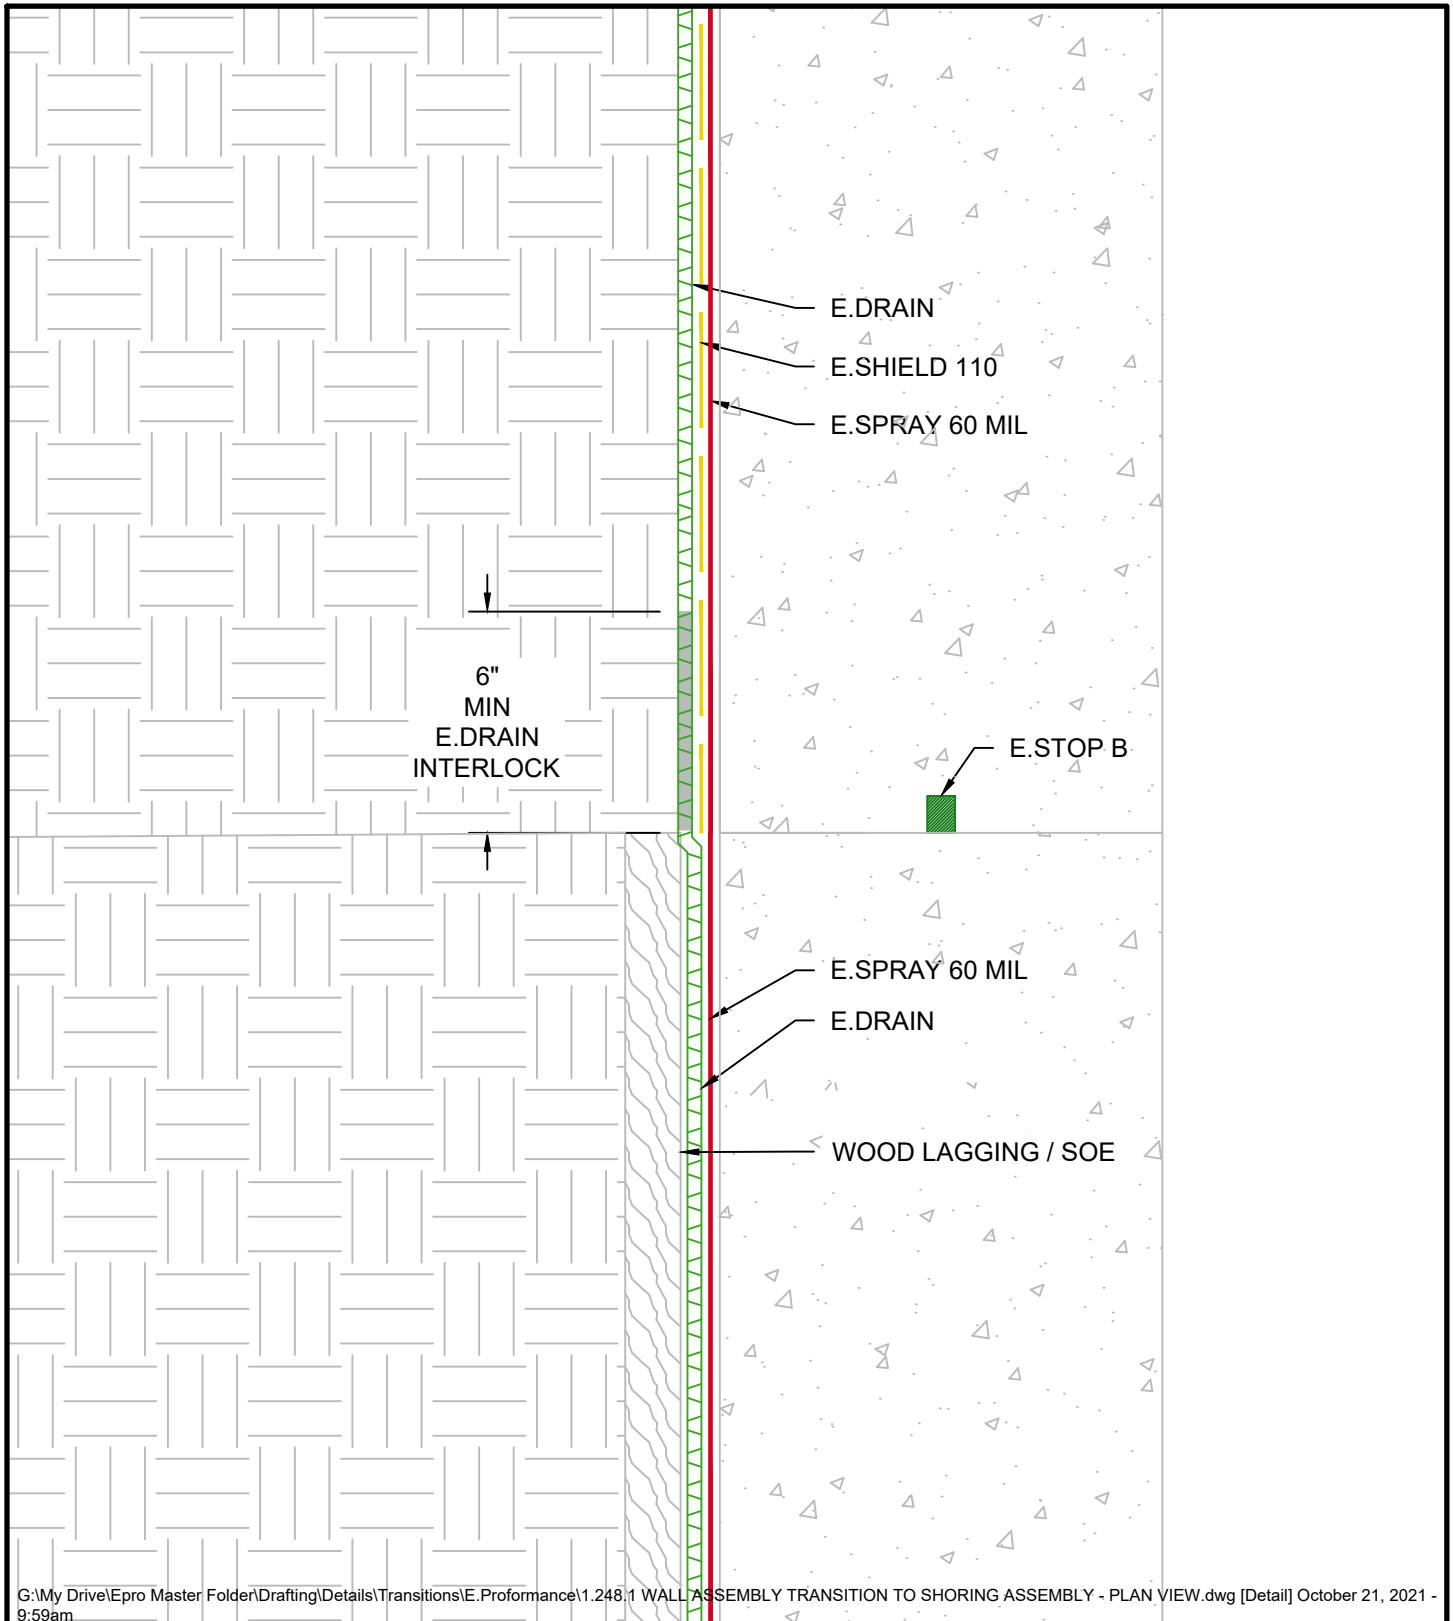 E.DRAIN
E.SHIELD 110
E.SPRAY 60 MIL
6"
MIN
E.DRAIN
INTERLOCK
E.STOP B
E.SPRAY 60 MIL
E.DRAIN
WOOD LAGGING / SOE
G:\My Drive\Epro Master Folder\Drafting\Details\Transitions\E.Proformance\1.248.1 WALL ASSEMBLY TRANSITION TO SHORING ASSEMBLY - PLAN VIEW.dwg [Detail] October 21, 2021 -
9:59am